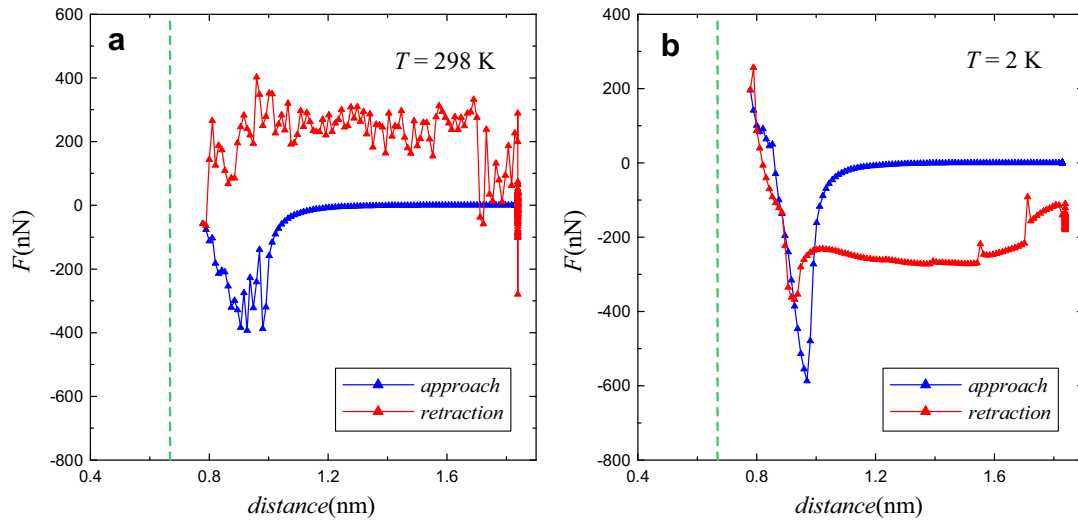 a
T = 298 K
600
400
200
0
-200
-400
-600
-800
F(nN)
approach
retraction
0.4
0.8
1.2
1.6
distance(nm)
b
T = 2 K
400
200
0
-200
-400
-600
-800
F(nN)
approach
retraction
0.4
0.8
1.2
1.6
distance(nm)